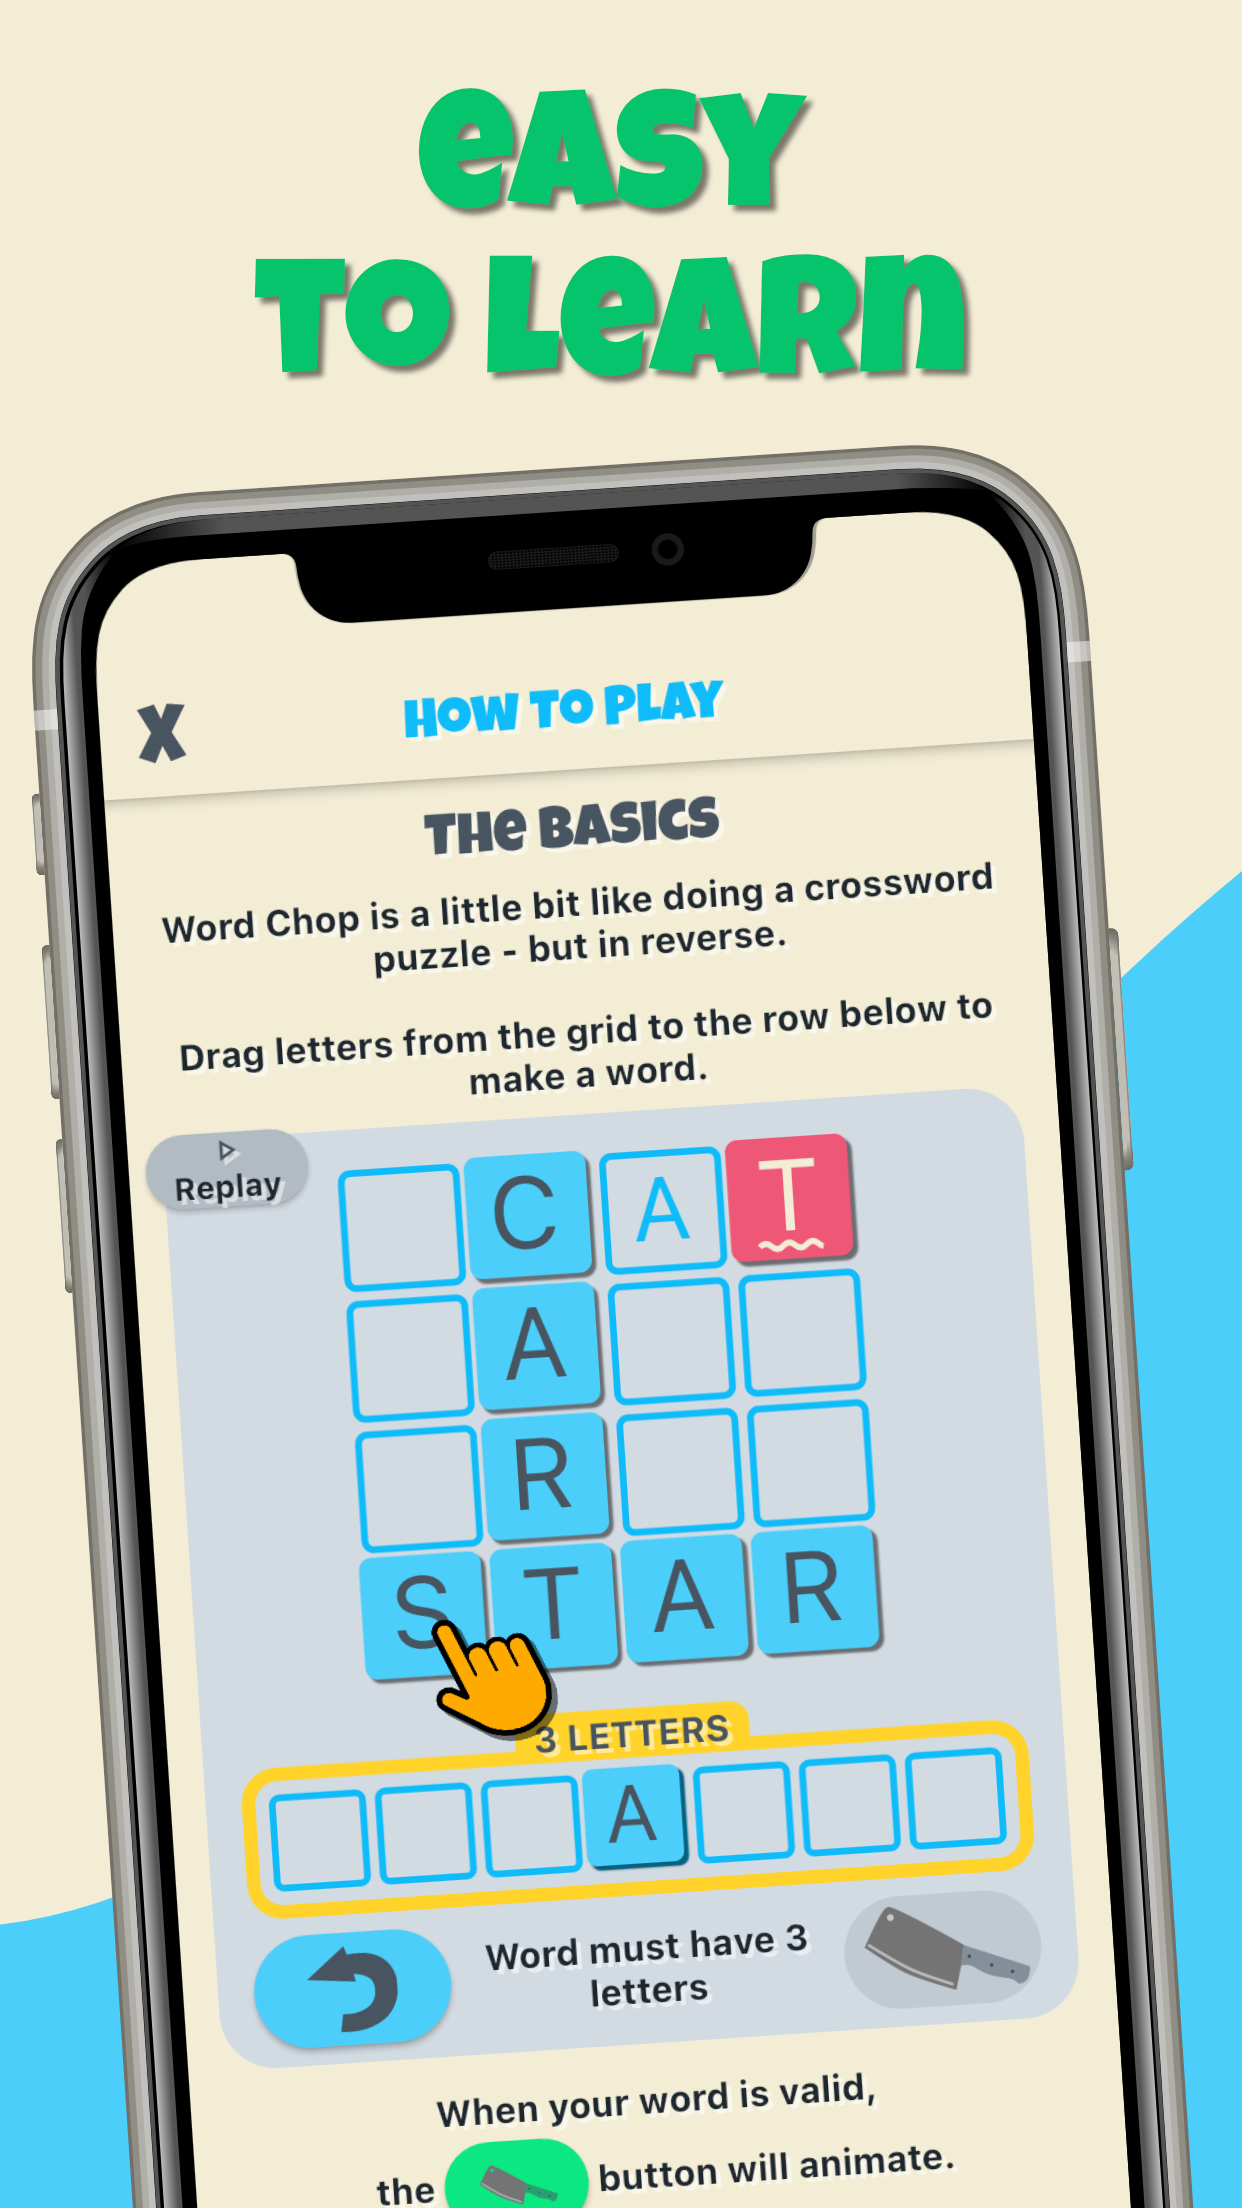 eASY
TO LeARn
X
HOW TO PLAY
THe BASICS
Word Chop is a little bit like doing a crossword
puzzle - but in reverse.
Drag letters from the grid to the row below to
make a word.
Replay
C A T
A
R
S T A R
3 LETTERS
A
Word must have 3
letters
When your word is valid,
the button will animate.